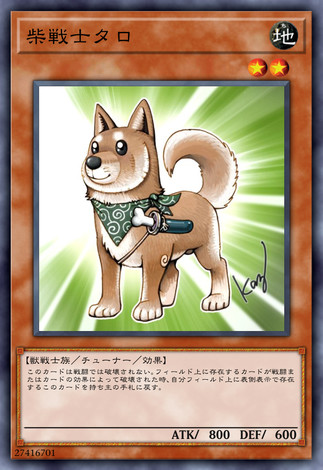 柴戦士タロ
地
Kaz
【獣戦士族／チューナー／効果】
このカードは戦闘では破壊されない。フィールド上に存在するカードが戦闘
またはカードの効果によって破壊された時、自分フィールド上に表側表示で存在
するこのカードを持ち主の手札に戻す。
ATK/ 800 DEF/ 600
27416701